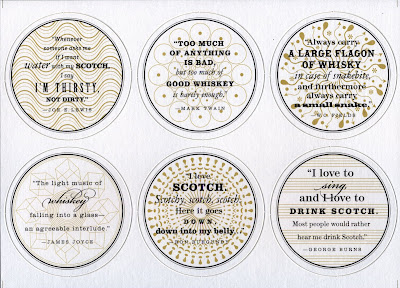 "Whenever
someone asks me
if I want
water with my SCOTCH,
I say
I'M THIRSTY,
NOT DIRTY."
—JOE E LEWIS
"TOO MUCH
OF ANYTHING
IS BAD,
but too much of
GOOD WHISKEY
is barely enough."
—MARK TWAIN
"Always carry
A LARGE FLAGON
OF WHISKY
in case of snakebite,
and furthermore
always carry
a small snake."
—W.C. FIELDS
"The light music of
whiskey
falling into a glass—
an agreeable interlude."
—JAMES JOYCE
"I love
SCOTCH.
Scotchy, scotch, scotch.
Here it goes
DOWN,
down into my belly."
—RON BURGUNDY
"I love to
sing,
and I love to
DRINK SCOTCH.
Most people would rather
hear me drink Scotch."
—GEORGE BURNS